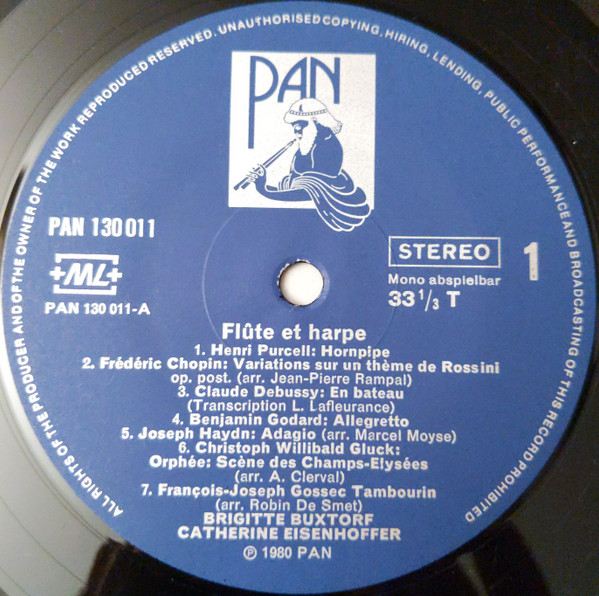 ALL RIGHTS OF THE PRODUCER AND OF THE OWNER OF THE WORK REPRODUCED RESERVED. UNAUTHORISED COPYING, HIRING, LENDING, PUBLIC PERFORMANCE AND BROADCASTING OF THIS RECORD PROHIBITED
PAN
PAN 130 011
+ML+
PAN 130 011-A
STEREO
1
Mono abspielbar
33 1/3 T
Flûte et harpe
1. Henri Purcell: Hornpipe
2. Frédéric Chopin: Variations sur un thème de Rossini
op. post. (arr. Jean-Pierre Rampal)
3. Claude Debussy: En bateau
(Transcription L. Lafleurance)
4. Benjamin Godard: Allegretto
5. Joseph Haydn: Adagio (arr. Marcel Moyse)
6. Christoph Willibald Gluck:
Orphée: Scène des Champs-Elysées
(arr. A. Clerval)
7. François-Joseph Gossec Tambourin
(arr. Robin De Smet)
BRIGITTE BUXTORF
CATHERINE EISENHOFFER
℗ 1980 PAN